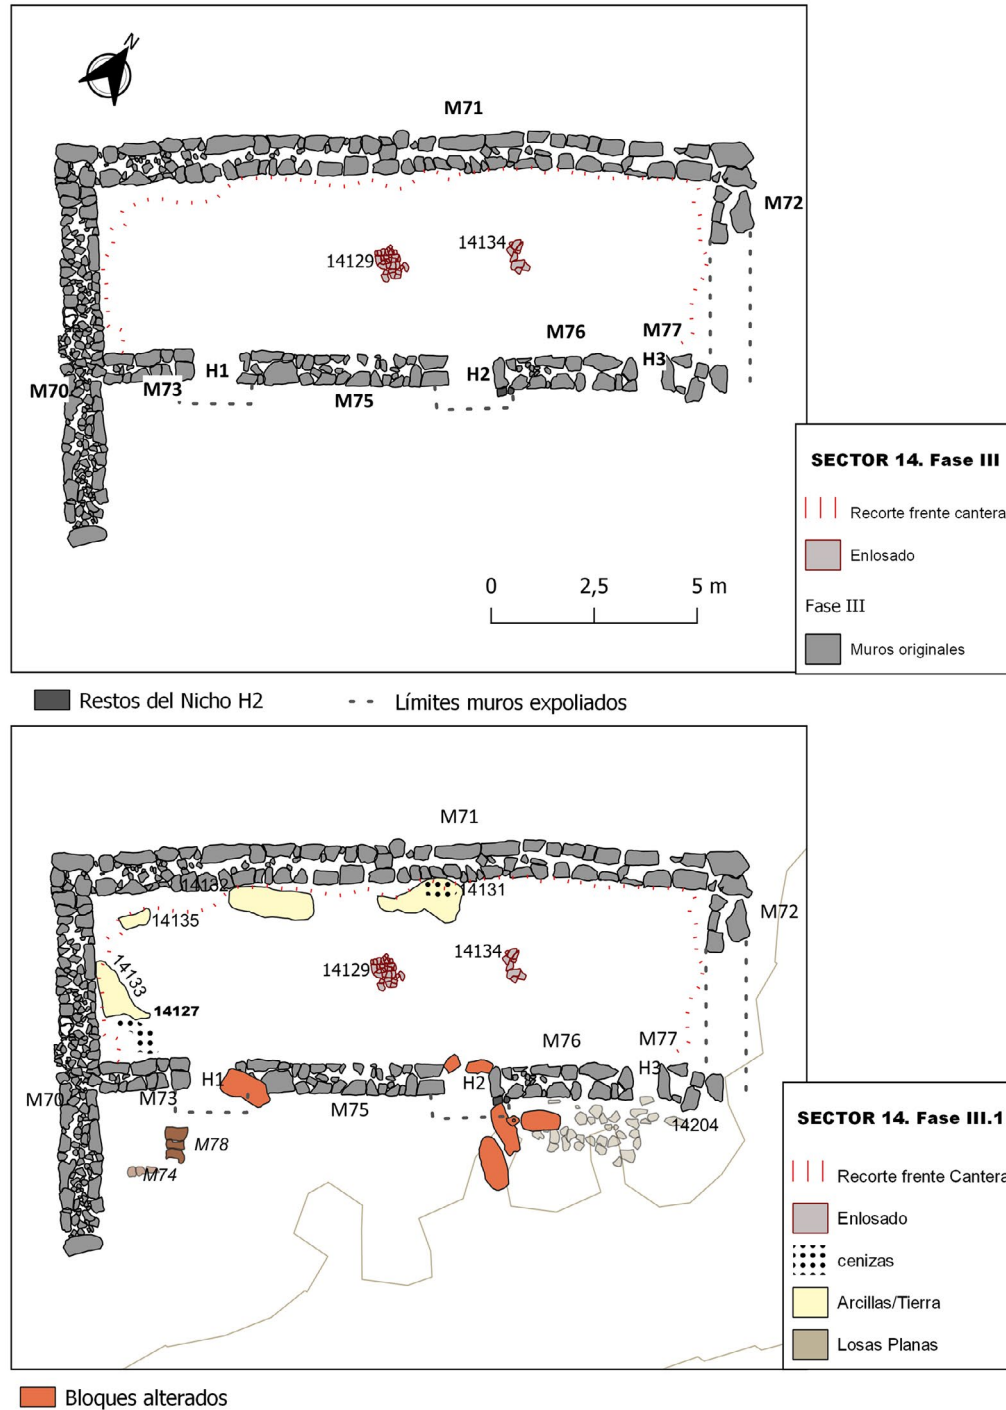 N
M71
M72
14134
14129
M76
M77
H3
H1
H2
M70
M73
M75
SECTOR 14. Fase III
Recorte frente cantera
Enlosado
Fase III
Muros originales
0 2,5 5 m
Restos del Nicho H2
Límites muros expoliados
M71
14132
14131
14135
M72
14133
14134
14129
14127
M76
M77
H3
H1
H2
M70
M73
M75
14204
M78
M74
SECTOR 14. Fase III.1
Recorte frente Cantera
Enlosado
cenizas
Arcillas/Tierra
Losas Planas
Bloques alterados